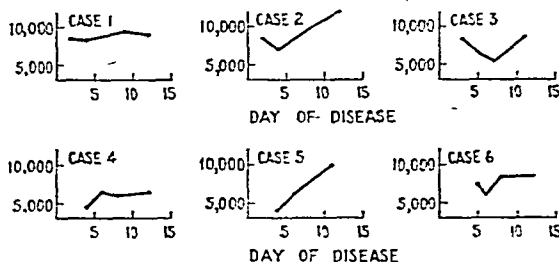 CASE 1 CASE 2 CASE 3
10,000 10,000 10,000
5,000 5,000 5,000
5 10 15 5 10 15 5 10 15
DAY OF DISEASE
CASE 4 CASE 5 CASE 6
10,000 10,000 10,000
5,000 5,000 5,000
5 10 15 5 10 15 5 10 15
DAY OF DISEASE